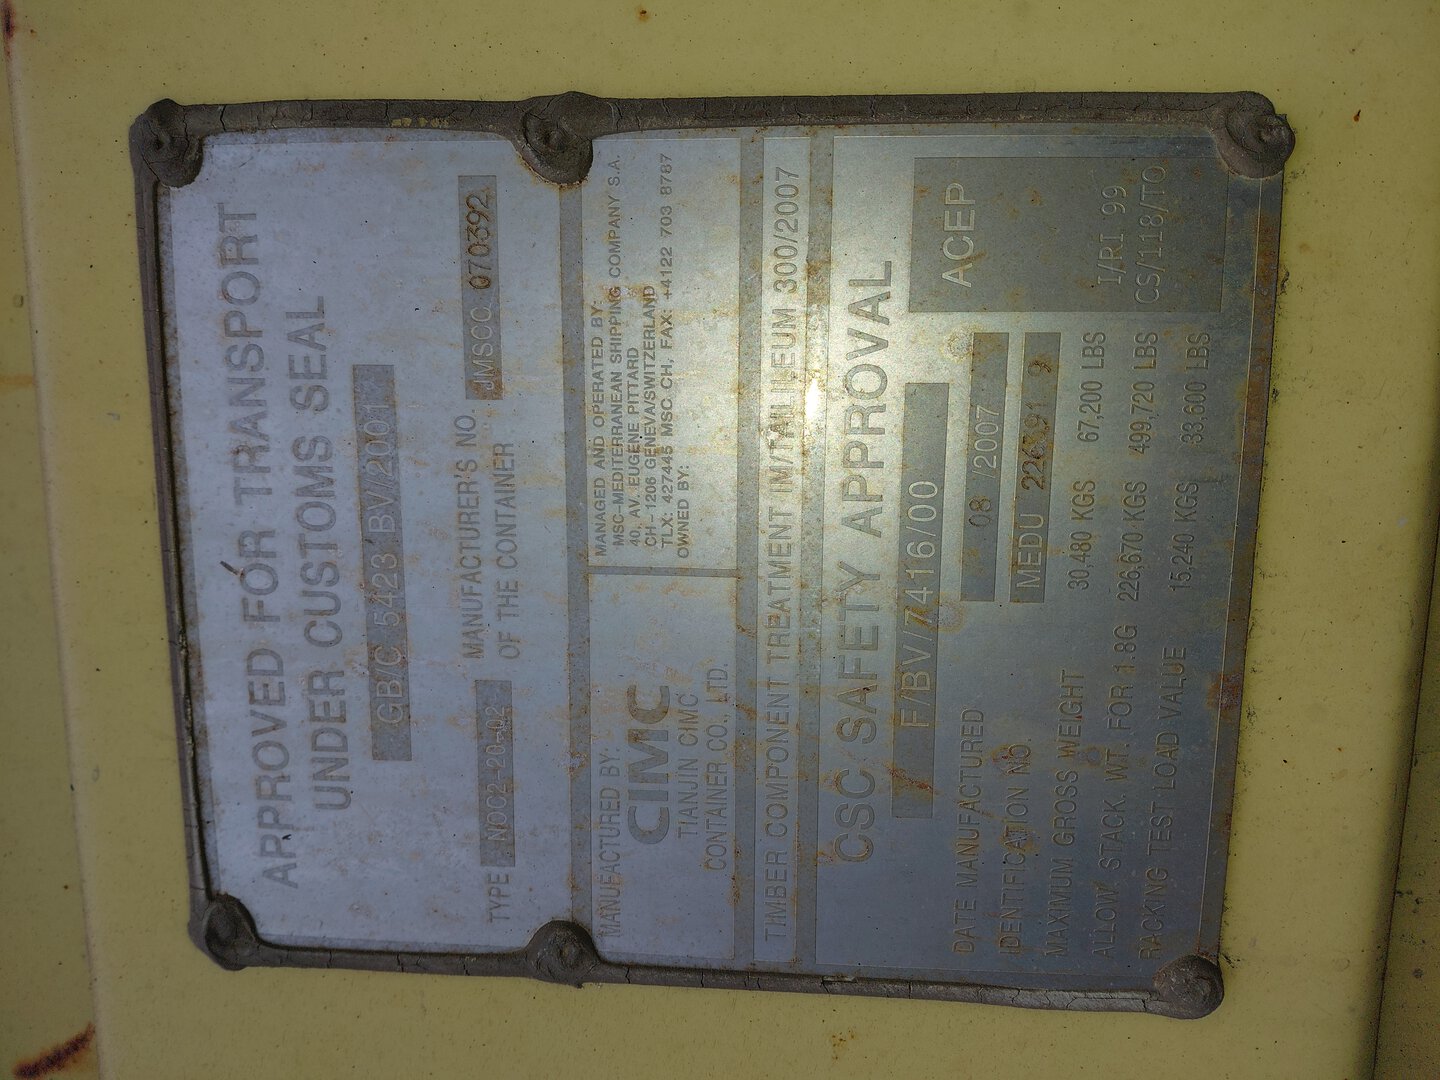 APPROVED FOR TRANSPORT
UNDER CUSTOMS SEAL
GB/C 5423 BV/2001
TYPE NOC2-20-02 MANUFACTURER'S NO. OF THE CONTAINER JMSCC 070392
MANUFACTURED BY:
CIMC
TIANJIN CIMC
CONTAINER CO., LTD.
MANAGED AND OPERATED BY:
MSC-MEDITERRANEAN SHIPPING COMPANY S.A.
40, AV. EUGENE PITTARD
CH-1206 GENEVA/SWITZERLAND
TLX: 427445 MSC CH, FAX: +4122 703 8787
OWNED BY:
TIMBER COMPONENT TREATMENT IM/TAILILEUM 300/2007
CSC SAFETY APPROVAL
F/BV/7416/00
ACEP
I/RI 99
CS/118/TO
DATE MANUFACTURED 08 /2007
IDENTIFICATION NO. MEDU
MAXIMUM GROSS WEIGHT 30,480 KGS 67,200 LBS
ALLOW. STACK. WT. FOR 1.8G 226,670 KGS 499,720 LBS
RACKING TEST LOAD VALUE 15,240 KGS 33,600 LBS